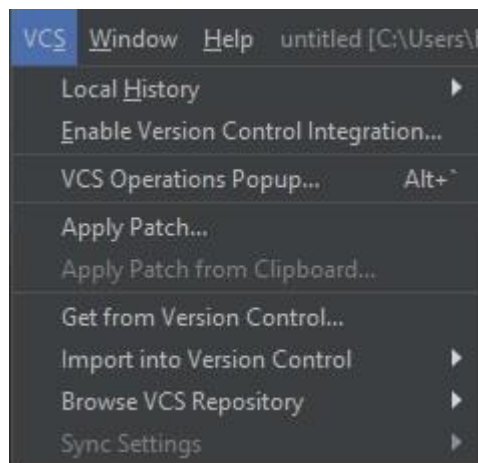 VCS Window Help untitled [C:\Users\
Local History
Enable Version Control Integration...
VCS Operations Popup... Alt+`
Apply Patch...
Apply Patch from Clipboard...
Get from Version Control...
Import into Version Control
Browse VCS Repository
Sync Settings